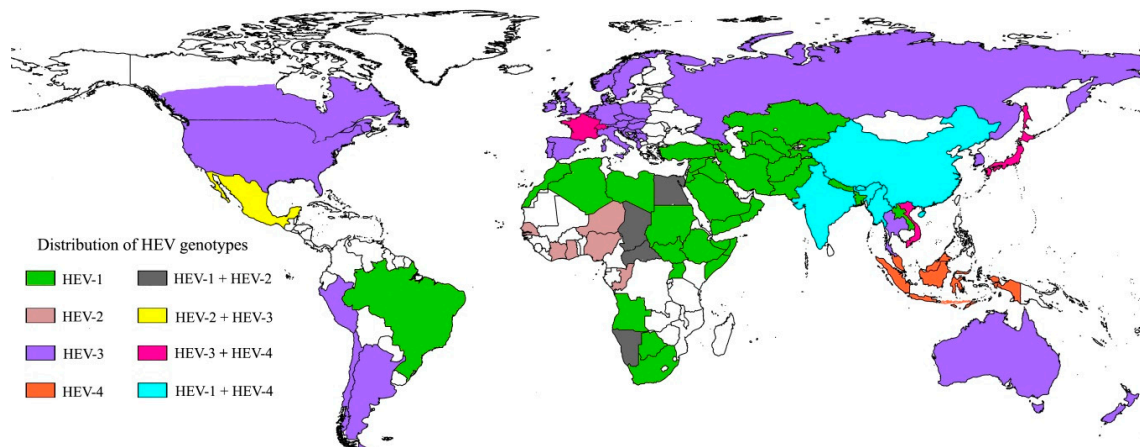 Distribution of HEV genotypes
HEV-1 HEV-1 + HEV-2
HEV-2 HEV-2 + HEV-3
HEV-3 HEV-3 + HEV-4
HEV-4 HEV-1 + HEV-4